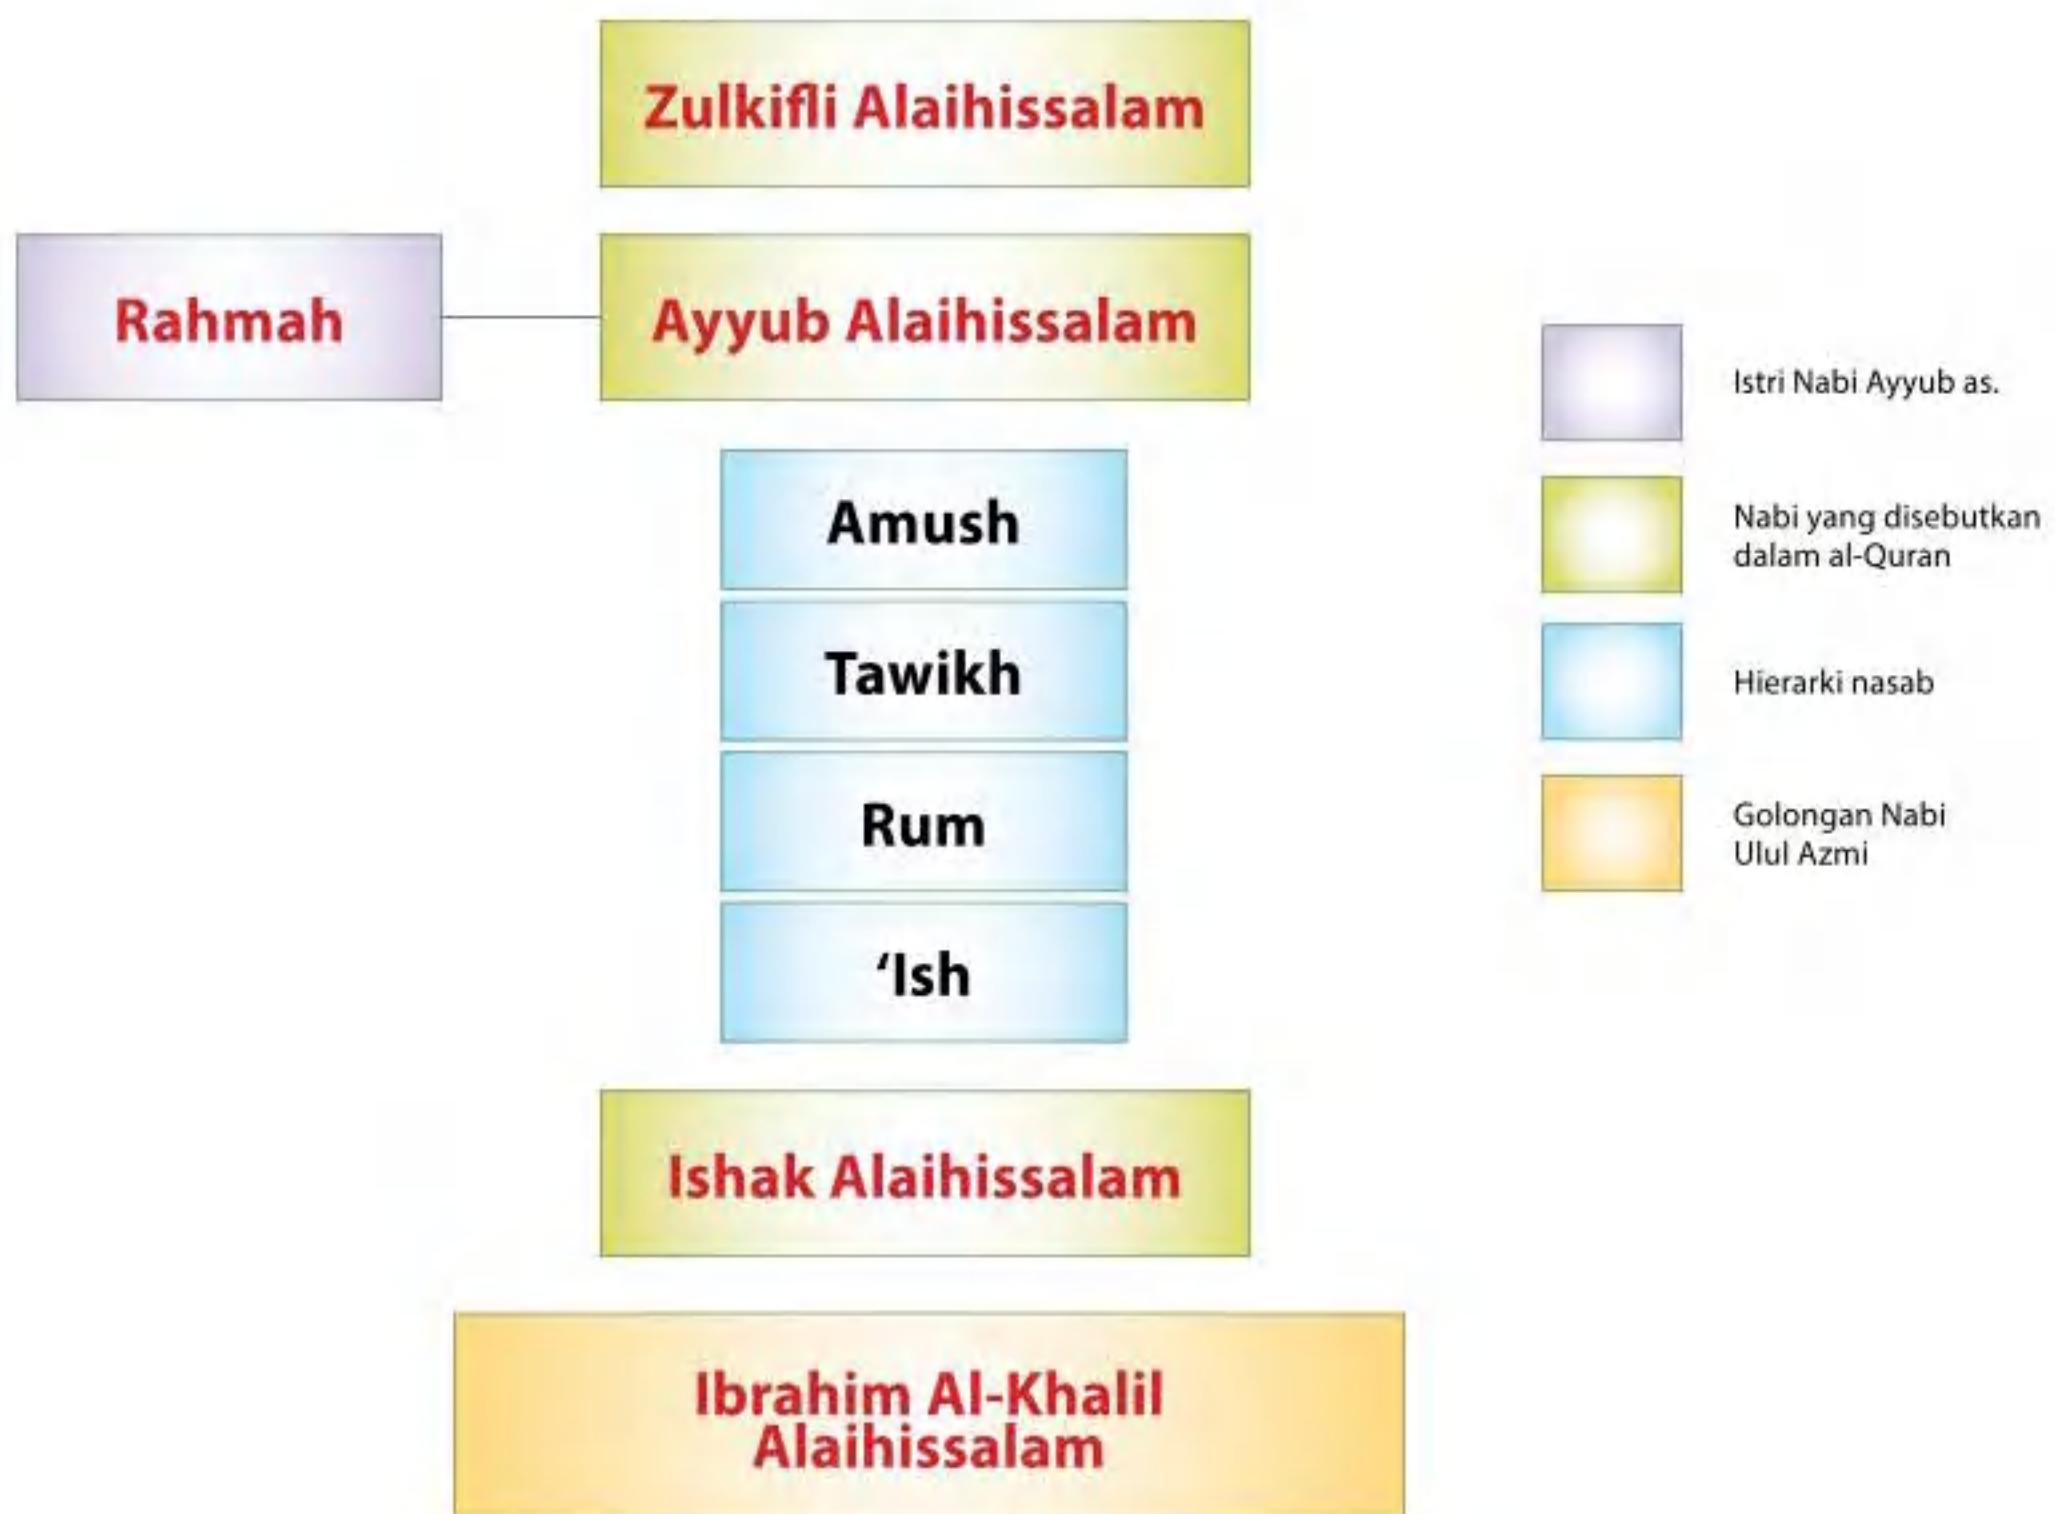 Zulkifli Alaihissalam
Rahmah
Ayyub Alaihissalam
Amush
Tawikh
Rum
‘Ish
Ishak Alaihissalam
Ibrahim Al-Khalil
Alaihissalam
Istri Nabi Ayyub as.
Nabi yang disebutkan
dalam al-Quran
Hierarki nasab
Golongan Nabi
Ulul Azmi